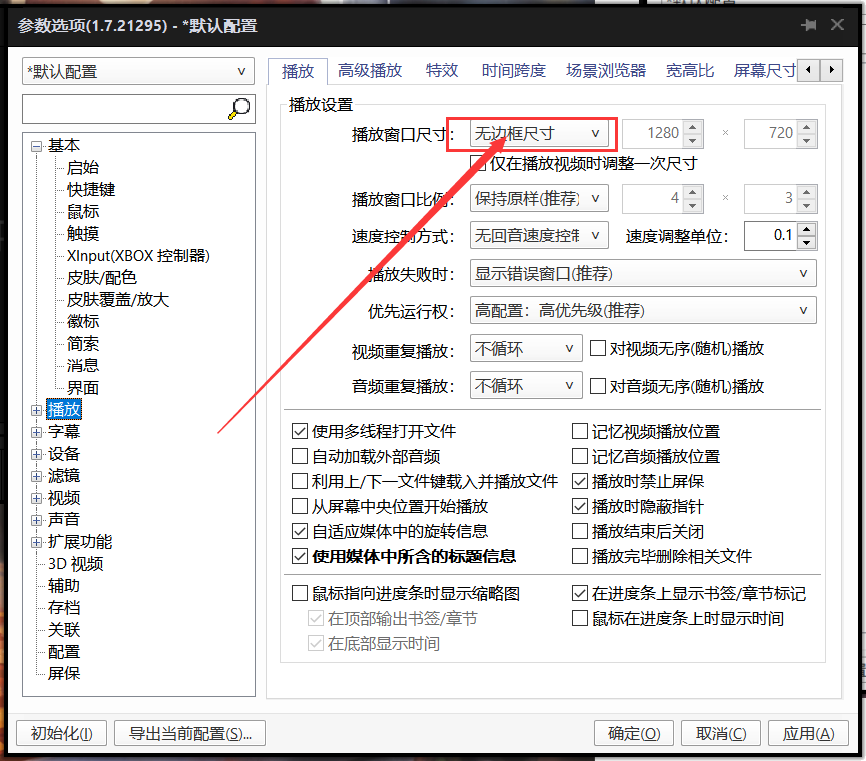 参数选项(1.7.21295) - *默认配置
*默认配置
基本
启始
快捷键
鼠标
触摸
XInput(XBOX 控制器)
皮肤/配色
皮肤覆盖/放大
徽标
简索
消息
界面
播放
字幕
设备
滤镜
视频
声音
扩展功能
3D 视频
辅助
存档
关联
配置
屏保
播放 高级播放 特效 时间跨度 场景浏览器 宽高比 屏幕尺寸
播放设置
播放窗口尺寸: 无边框尺寸 1280 × 720
仅在播放视频时调整一次尺寸
播放窗口比例: 保持原样(推荐) 4 × 3
速度控制方式: 无回音速度控制 速度调整单位: 0.1
播放失败时: 显示错误窗口(推荐)
优先运行权: 高配置: 高优先级(推荐)
视频重复播放: 不循环 对视频无序(随机)播放
音频重复播放: 不循环 对音频无序(随机)播放
使用多线程打开文件 记忆视频播放位置
自动加载外部音频 记忆音频播放位置
利用上/下一文件键载入并播放文件 播放时禁止屏保
从屏幕中央位置开始播放 播放时隐蔽指针
自适应媒体中的旋转信息 播放结束后关闭
使用媒体中所含的标题信息 播放完毕删除相关文件
鼠标指向进度条时显示缩略图 在进度条上显示书签/章节标记
在顶部输出书签/章节 鼠标在进度条上时显示时间
在底部显示时间
初始化(I) 导出当前配置(S)... 确定(O) 取消(C) 应用(A)